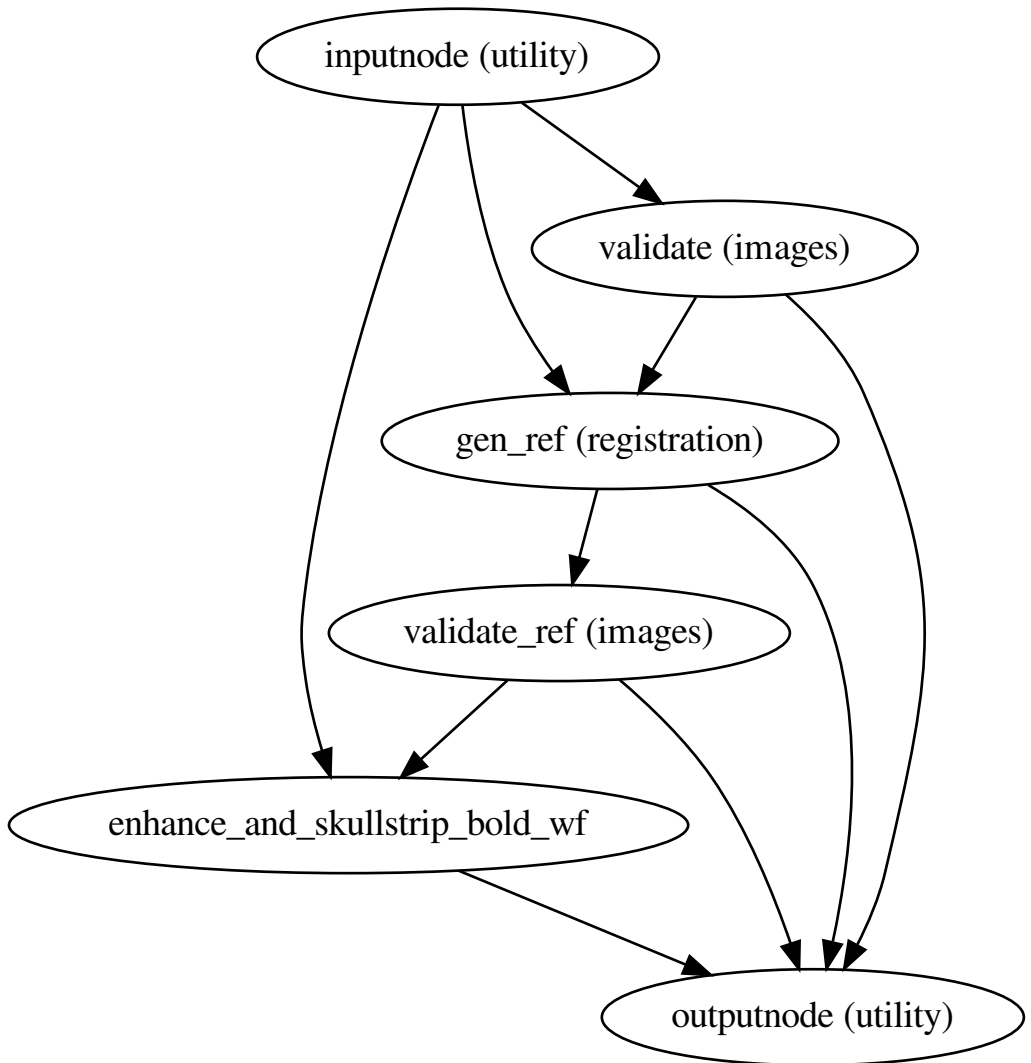 inputnode (utility)
validate (images)
gen_ref (registration)
validate_ref (images)
enhance_and_skullstrip_bold_wf
outputnode (utility)